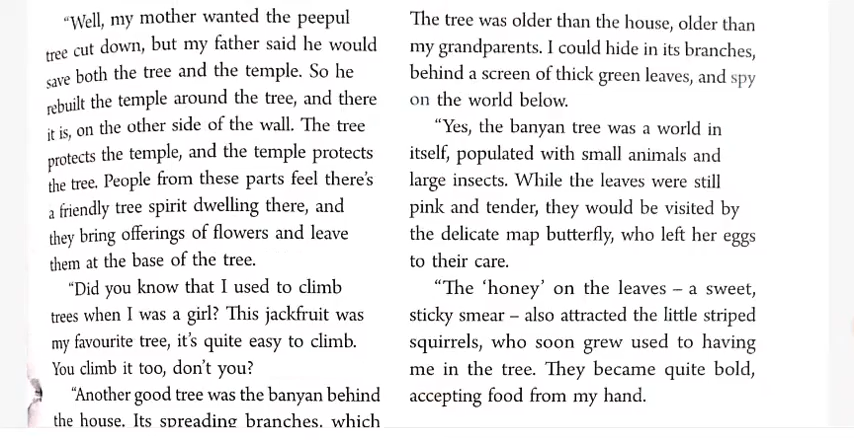 “Well, my mother wanted the peepul
tree cut down, but my father said he would
save both the tree and the temple. So he
rebuilt the temple around the tree, and there
it is, on the other side of the wall. The tree
protects the temple, and the temple protects
the tree. People from these parts feel there’s
a friendly tree spirit dwelling there, and
they bring offerings of flowers and leave
them at the base of the tree.
“Did you know that I used to climb
trees when I was a girl? This jackfruit was
my favourite tree, it’s quite easy to climb.
You climb it too, don’t you?
“Another good tree was the banyan behind
the house. Its spreading branches, which
The tree was older than the house, older than
my grandparents. I could hide in its branches,
behind a screen of thick green leaves, and spy
on the world below.
“Yes, the banyan tree was a world in
itself, populated with small animals and
large insects. While the leaves were still
pink and tender, they would be visited by
the delicate map butterfly, who left her eggs
to their care.
“The ‘honey’ on the leaves – a sweet,
sticky smear – also attracted the little striped
squirrels, who soon grew used to having
me in the tree. They became quite bold,
accepting food from my hand.